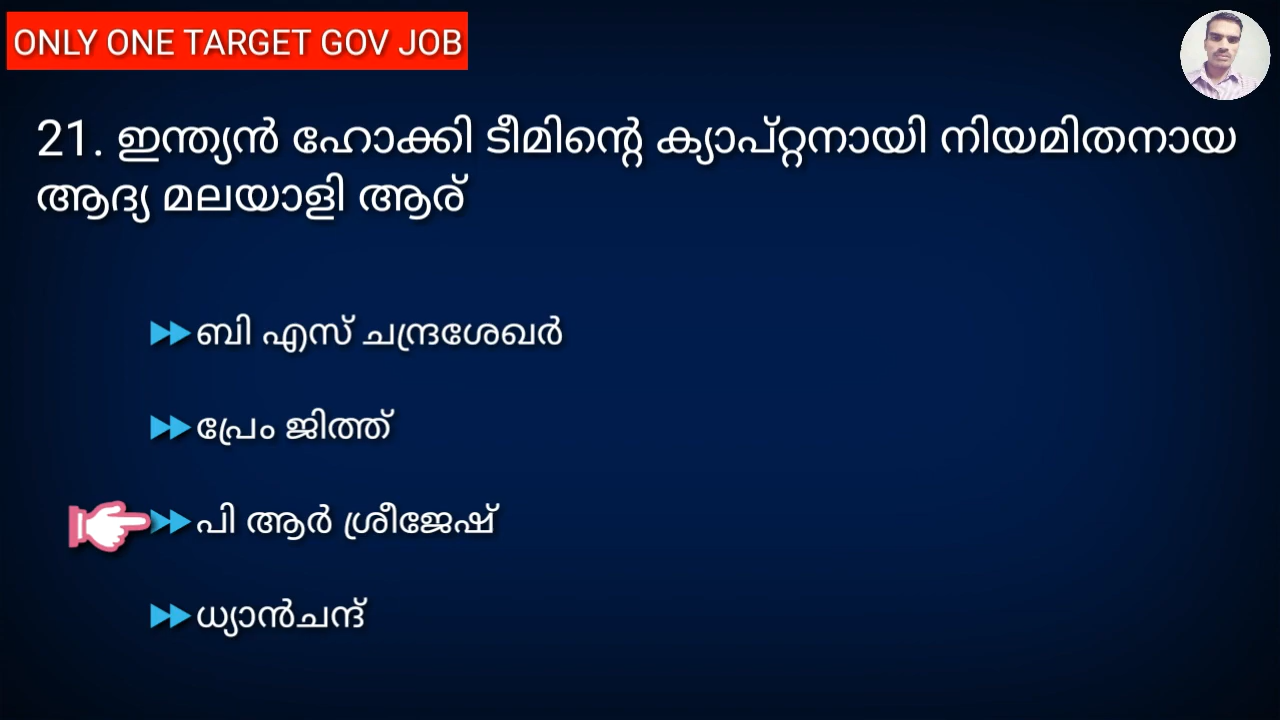 ONLY ONE TARGET GOV JOB
21. ഇന്ത്യൻ ഹോക്കി ടീമിന്റെ ക്യാപ്റ്റനായി നിയമിതനായ
ആദ്യ മലയാളി ആര്
ബി എസ് ചന്ദ്രശേഖർ
പ്രേം ജിത്ത്
പി ആർ ശ്രീജേഷ്
ധ്യാൻചന്ദ്